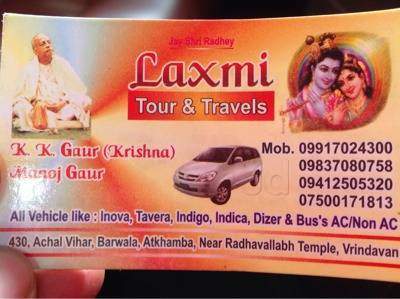 Jay Shri Radhey
Laxmi
Tour & Travels
K. K. Gaur (Krishna)
Manoj Gaur
Mob. 09917024300
09837080758
09412505320
07500171813
All Vehicle like : Inova, Tavera, Indigo, Indica, Dizer & Bus's AC/Non AC
430, Achal Vihar, Barwala, Atkhamba, Near Radhavallabh Temple, Vrindavan